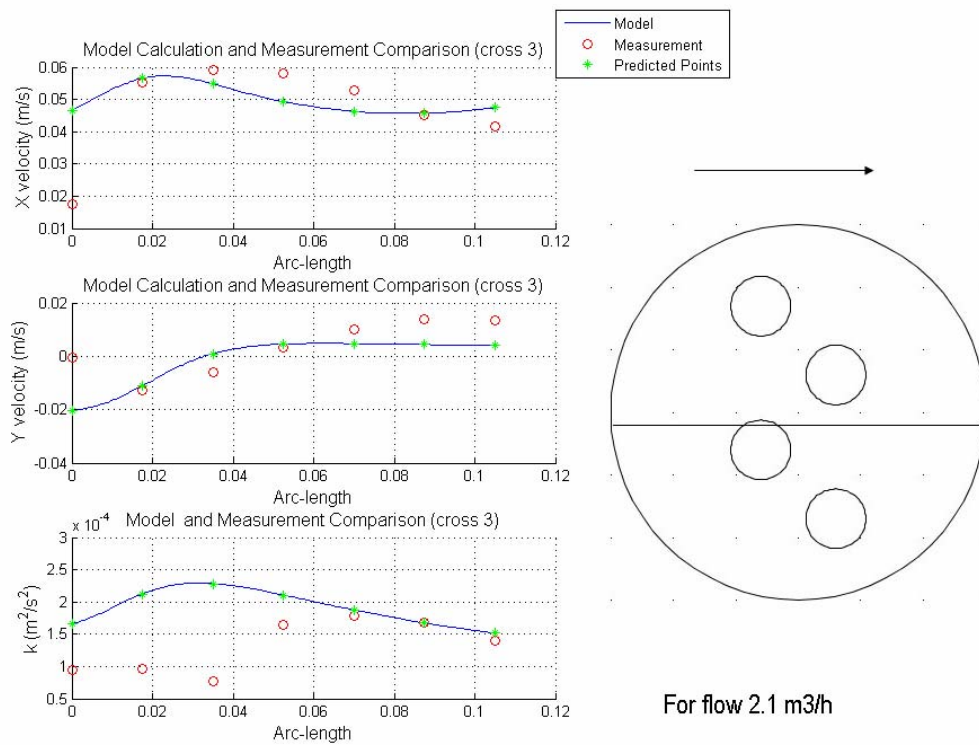 Model
Measurement
Predicted Points
Model Calculation and Measurement Comparison (cross 3)
0.06
0.05
0.04
0.03
0.02
0.01
X velocity (m/s)
0 0.02 0.04 0.06 0.08 0.1 0.12
Arc-length
Model Calculation and Measurement Comparison (cross 3)
0.02
0
-0.02
-0.04
Y velocity (m/s)
0 0.02 0.04 0.06 0.08 0.1 0.12
Arc-length
x 10⁻⁴ Model and Measurement Comparison (cross 3)
3
2.5
2
1.5
1
0.5
k (m²/s²)
0 0.02 0.04 0.06 0.08 0.1 0.12
Arc-length
For flow 2.1 m3/h